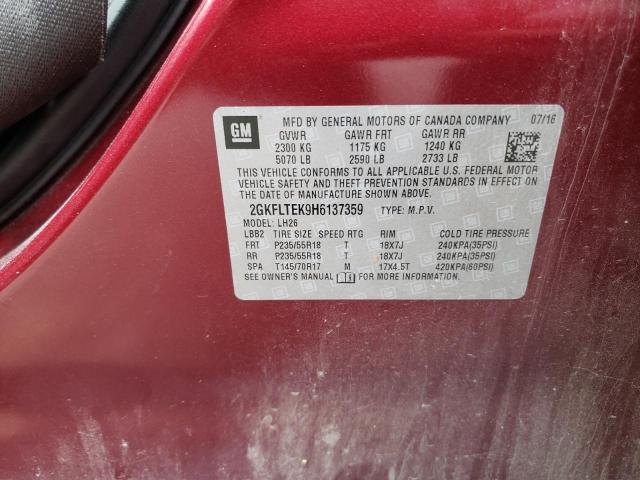 GM
MFD BY GENERAL MOTORS OF CANADA COMPANY 07/16
GVWR GAWR FRT GAWR RR
2300 KG 1175 KG 1240 KG
5070 LB 2590 LB 2733 LB
THIS VEHICLE CONFORMS TO ALL APPLICABLE U.S. FEDERAL MOTOR
VEHICLE SAFETY AND THEFT PREVENTION STANDARDS IN EFFECT ON
THE DATE OF MANUFACTURE SHOWN ABOVE.
2GKFLTEK9H6137359 TYPE: M.P.V.
MODEL: LH26
LBB2 TIRE SIZE SPEED RTG RIM COLD TIRE PRESSURE
FRT P235/55R18 T 18X7J 240KPA(35PSI)
RR P235/55R18 T 18X7J 240KPA(35PSI)
SPA T145/70R17 M 17X4.5T 420KPA(60PSI)
SEE OWNER'S MANUAL FOR MORE INFORMATION.